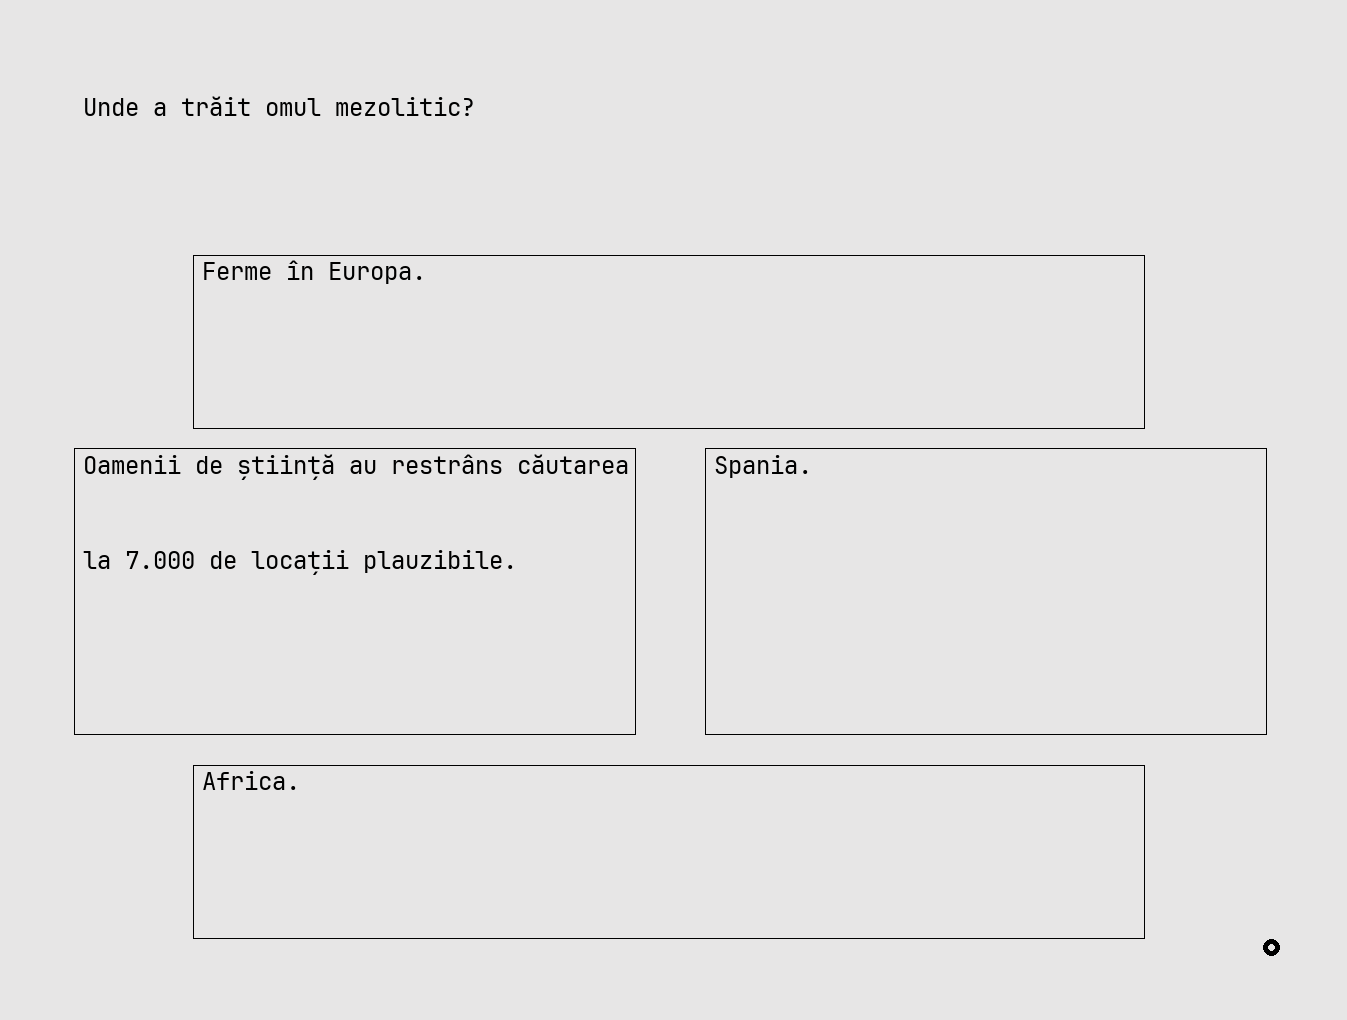 Unde a trăit omul mezolitic?
Ferme în Europa.
Oamenii de știință au restrâns căutarea
la 7.000 de locații plauzibile.
Spania.
Africa.